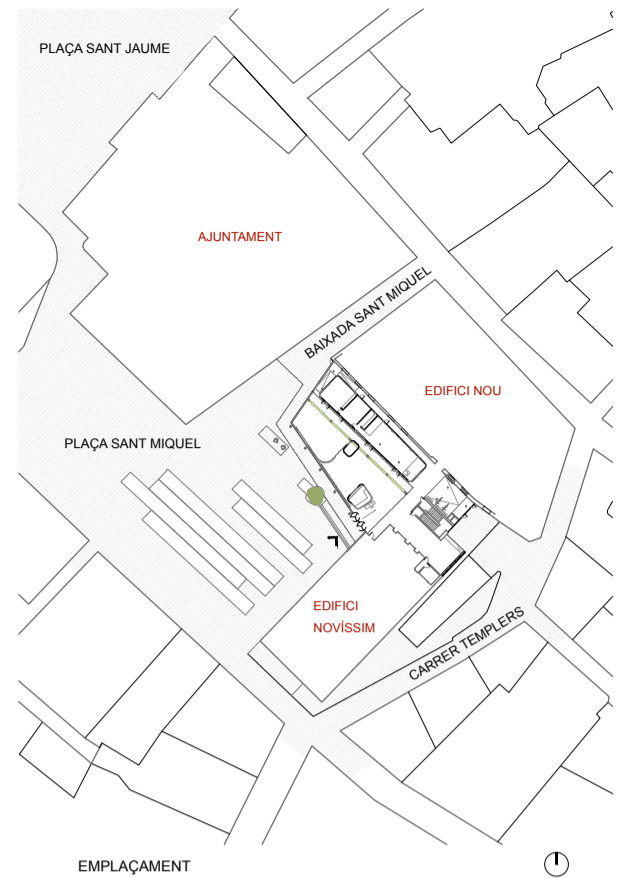 PLAÇA SANT JAUME
AJUNTAMENT
BAIXADA SANT MIQUEL
EDIFICI NOU
PLAÇA SANT MIQUEL
EDIFICI
NOVÍSSIM
CARRER TEMPLERS
EMPLAÇAMENT